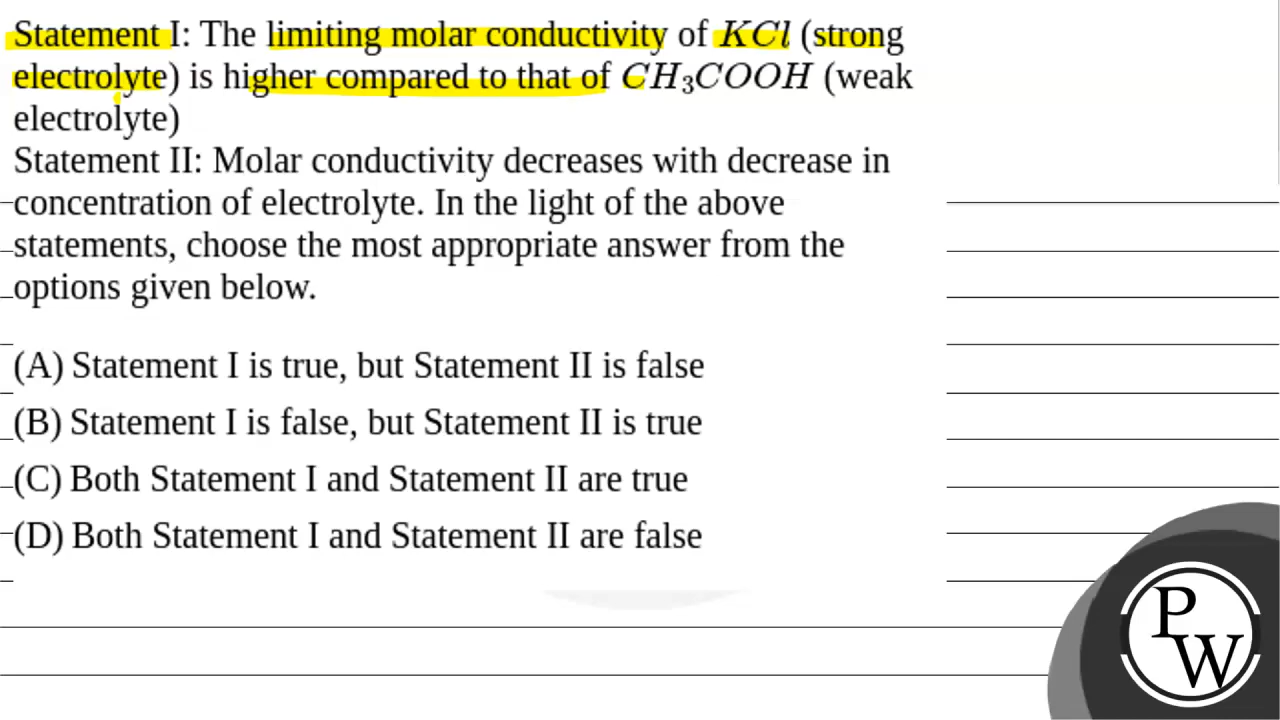 Statement I: The limiting molar conductivity of KCl (strong
electrolyte) is higher compared to that of CH₃COOH (weak
electrolyte)
Statement II: Molar conductivity decreases with decrease in
concentration of electrolyte. In the light of the above
statements, choose the most appropriate answer from the
options given below.
(A) Statement I is true, but Statement II is false
(B) Statement I is false, but Statement II is true
(C) Both Statement I and Statement II are true
(D) Both Statement I and Statement II are false
P
W